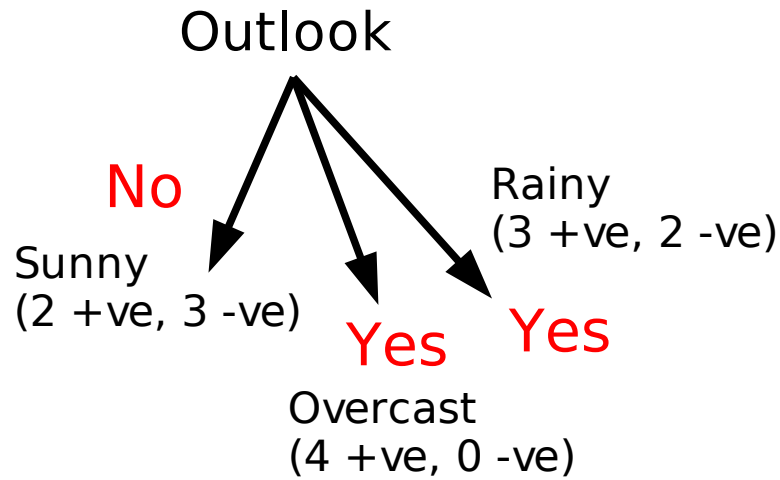 Outlook
No
Sunny
(2 +ve, 3 -ve)
Yes
Overcast
(4 +ve, 0 -ve)
Rainy
(3 +ve, 2 -ve)
Yes